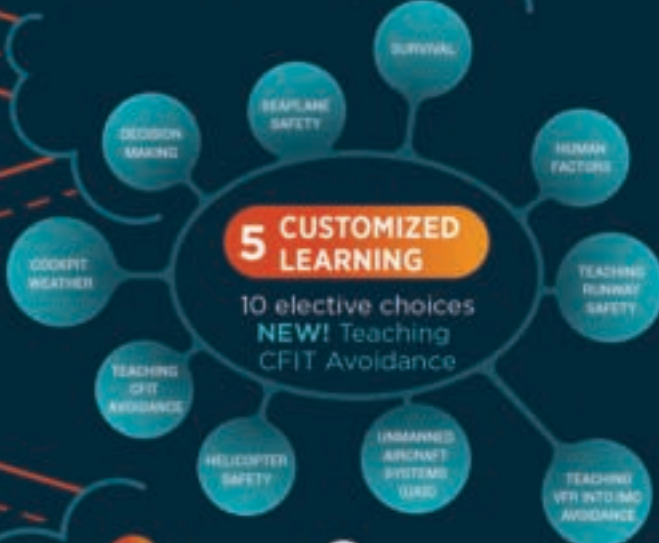 SURVIVAL
SEAPLANE
SAFETY
DECISION
MAKING
HUMAN
FACTORS
5 CUSTOMIZED
LEARNING
10 elective choices
NEW! Teaching
CFIT Avoidance
COCKPIT
WEATHER
TEACHING
RUNWAY
SAFETY
TEACHING
CFIT
AVOIDANCE
HELICOPTER
SAFETY
UNMANNED
AIRCRAFT
SYSTEMS
(UAS)
TEACHING
VFR INTO IMC
AVOIDANCE